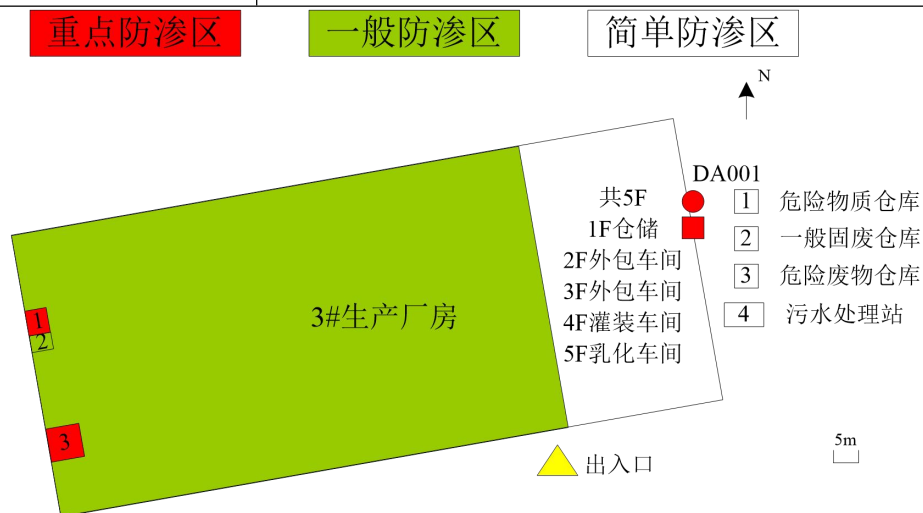 重点防渗区
一般防渗区
简单防渗区
N
DA001
共5F
1F仓储
2F外包车间
3F外包车间
4F灌装车间
5F乳化车间
1 危险物质仓库
2 一般固废仓库
3 危险废物仓库
4 污水处理站
1
2
3#生产厂房
3
5m
出入口